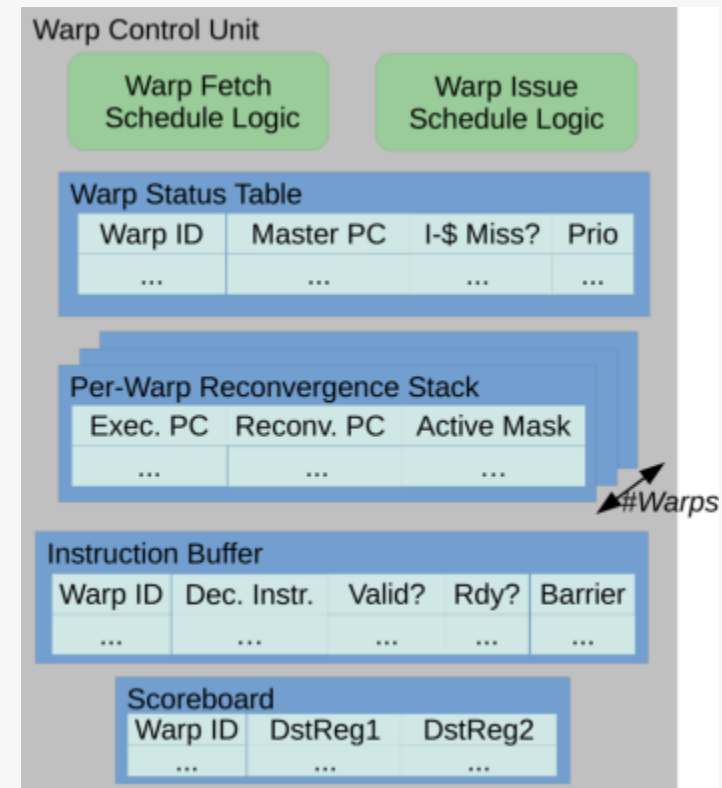 Warp Control Unit
Warp Fetch
Schedule Logic
Warp Issue
Schedule Logic
Warp Status Table
Warp ID Master PC I-$ Miss? Prio
... ... ... ...
Per-Warp Reconvergence Stack
Exec. PC Reconv. PC Active Mask
... ... ...
#Warps
Instruction Buffer
Warp ID Dec. Instr. Valid? Rdy? Barrier
... ... ... ... ...
Scoreboard
Warp ID DstReg1 DstReg2
... ... ...